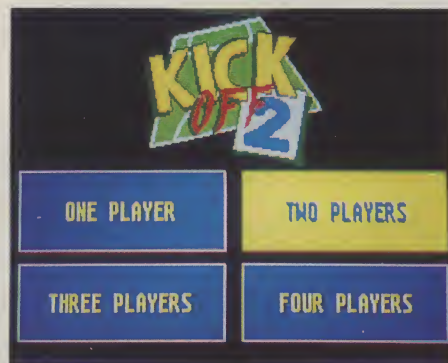 KICK
OFF
2
ONE PLAYER
TWO PLAYERS
THREE PLAYERS
FOUR PLAYERS